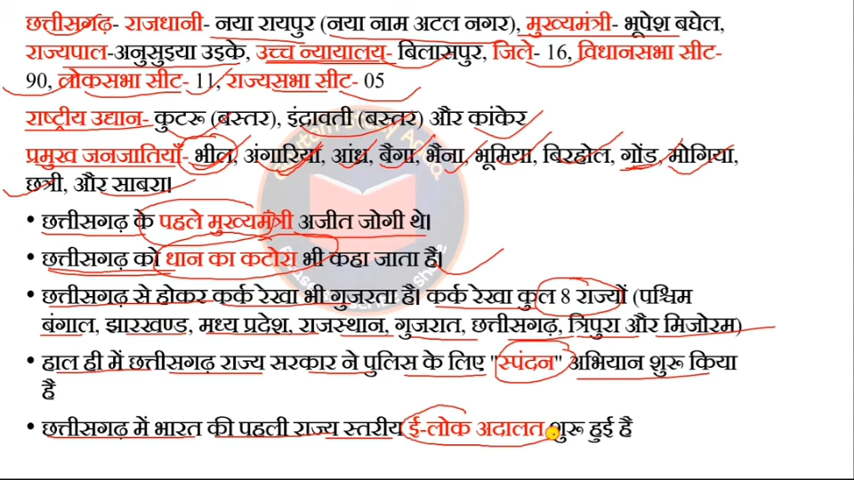 छत्तीसगढ़- राजधानी- नया रायपुर (नया नाम अटल नगर), मुख्यमंत्री- भूपेश बघेल,
राज्यपाल-अनुसुइया उइके, उच्च न्यायालय- बिलासपुर, जिले- 16, विधानसभा सीट-
90, लोकसभा सीट- 11, राज्यसभा सीट- 05
राष्ट्रीय उद्यान- कुटरू (बस्तर), इंद्रावती (बस्तर) और कांकेर
प्रमुख जनजातियाँ- भील, अंगारिया, आंध्र, बैगा, भैना, भूमिया, बिरहोल, गोंड, मोगिया,
छत्री, और साबरा।
• छत्तीसगढ़ के पहले मुख्यमंत्री अजीत जोगी थे।
• छत्तीसगढ़ को धान का कटोरा भी कहा जाता है।
• छत्तीसगढ़ से होकर कर्क रेखा भी गुजरता है। कर्क रेखा कुल 8 राज्यों (पश्चिम
बंगाल, झारखण्ड, मध्य प्रदेश, राजस्थान, गुजरात, छत्तीसगढ़, त्रिपुरा और मिजोरम)
• हाल ही में छत्तीसगढ़ राज्य सरकार ने पुलिस के लिए "स्पंदन" अभियान शुरू किया
है
• छत्तीसगढ़ में भारत की पहली राज्य स्तरीय ई-लोक अदालत शुरू हुई है